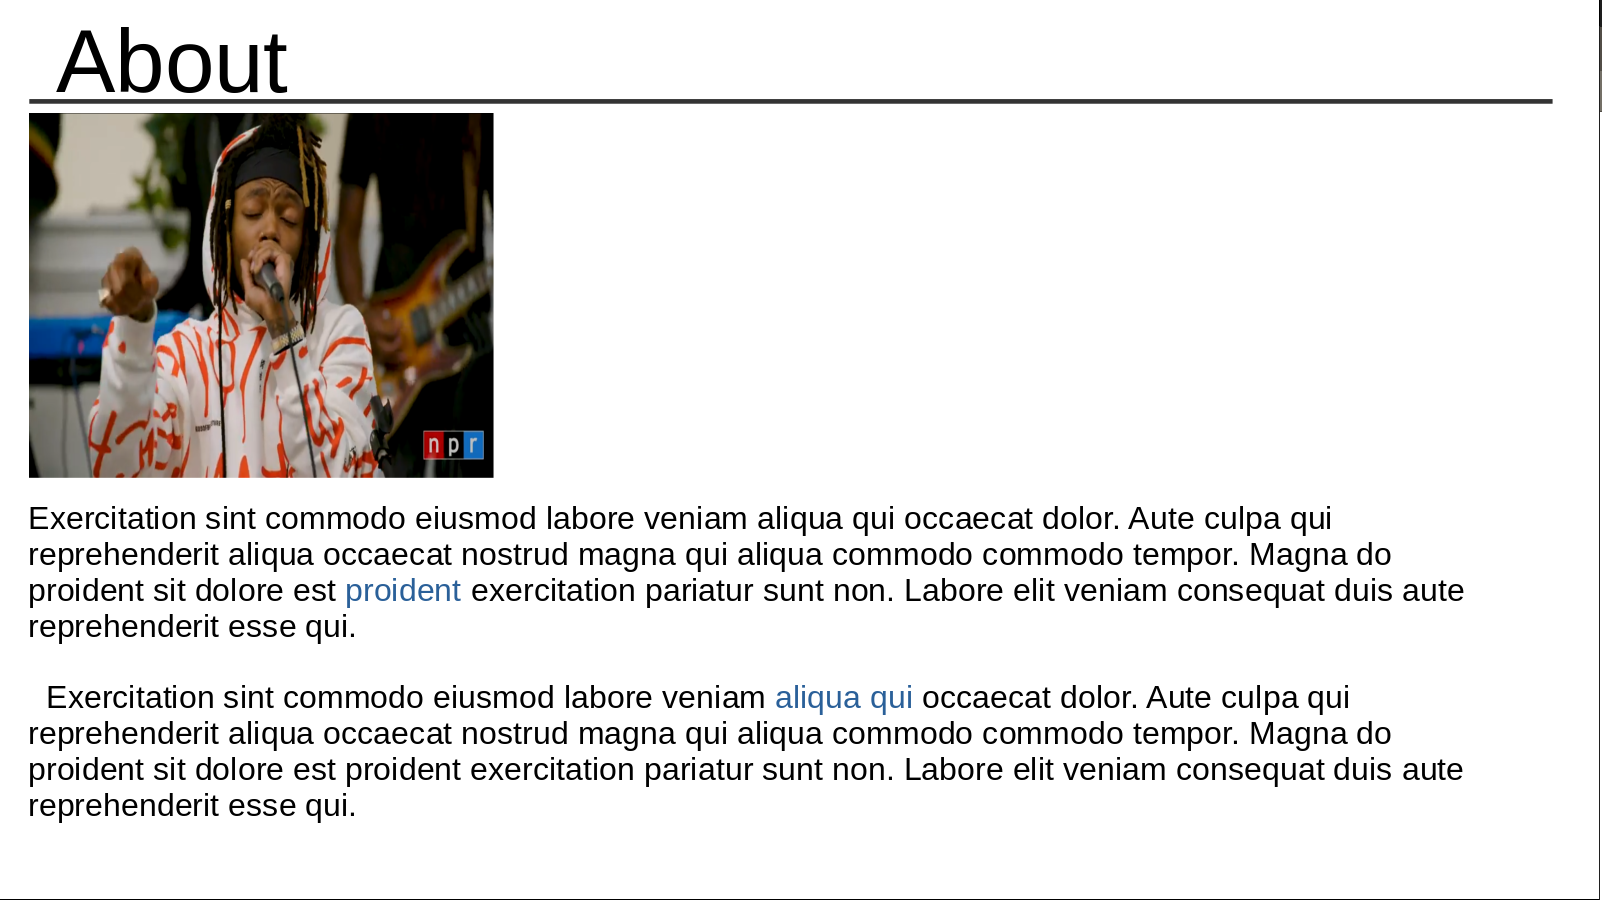 About
npr
Exercitation sint commodo eiusmod labore veniam aliqua qui occaecat dolor. Aute culpa qui
reprehenderit aliqua occaecat nostrud magna qui aliqua commodo commodo tempor. Magna do
proident sit dolore est proident exercitation pariatur sunt non. Labore elit veniam consequat duis aute
reprehenderit esse qui.
Exercitation sint commodo eiusmod labore veniam aliqua qui occaecat dolor. Aute culpa qui
reprehenderit aliqua occaecat nostrud magna qui aliqua commodo commodo tempor. Magna do
proident sit dolore est proident exercitation pariatur sunt non. Labore elit veniam consequat duis aute
reprehenderit esse qui.